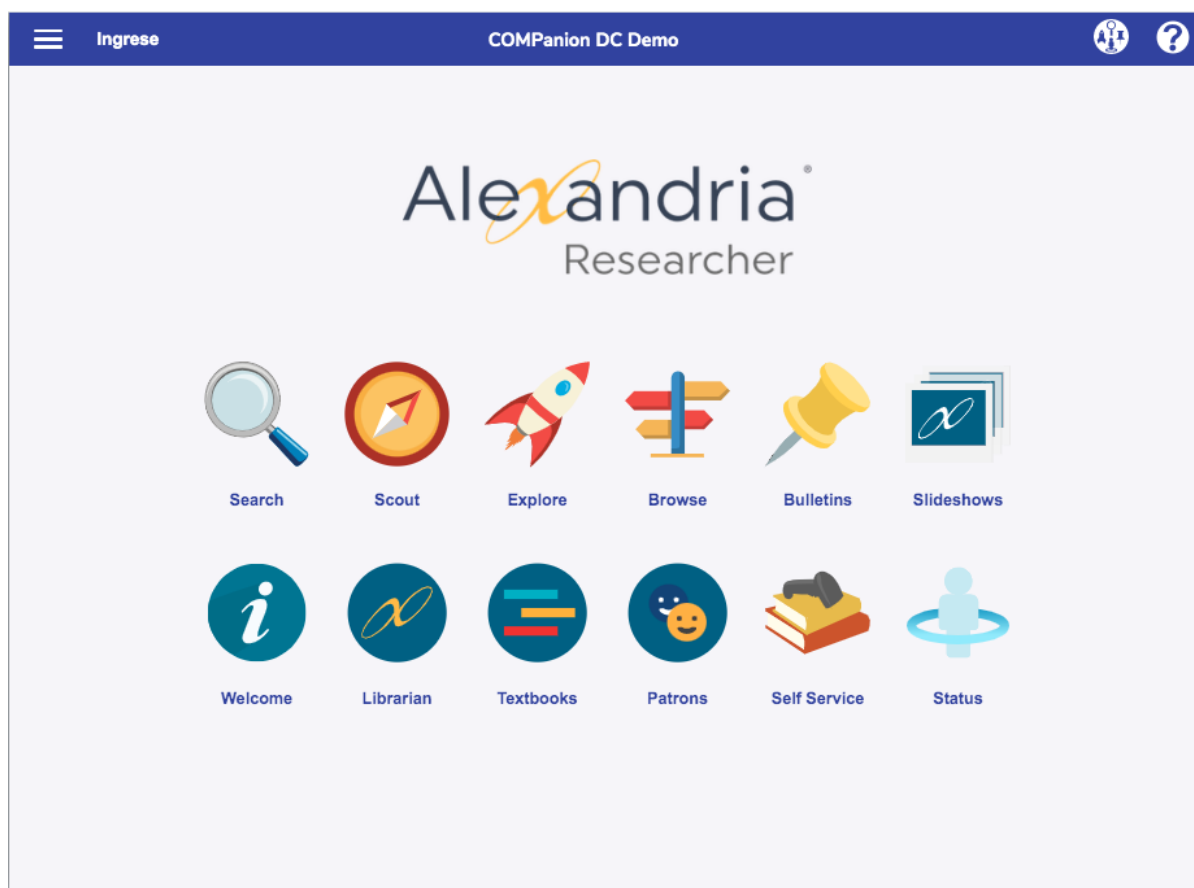 Ingrese
COMPanion DC Demo
?
Alexandria®
Researcher
Search
Scout
Explore
Browse
Bulletins
Slideshows
Welcome
Librarian
Textbooks
Patrons
Self Service
Status